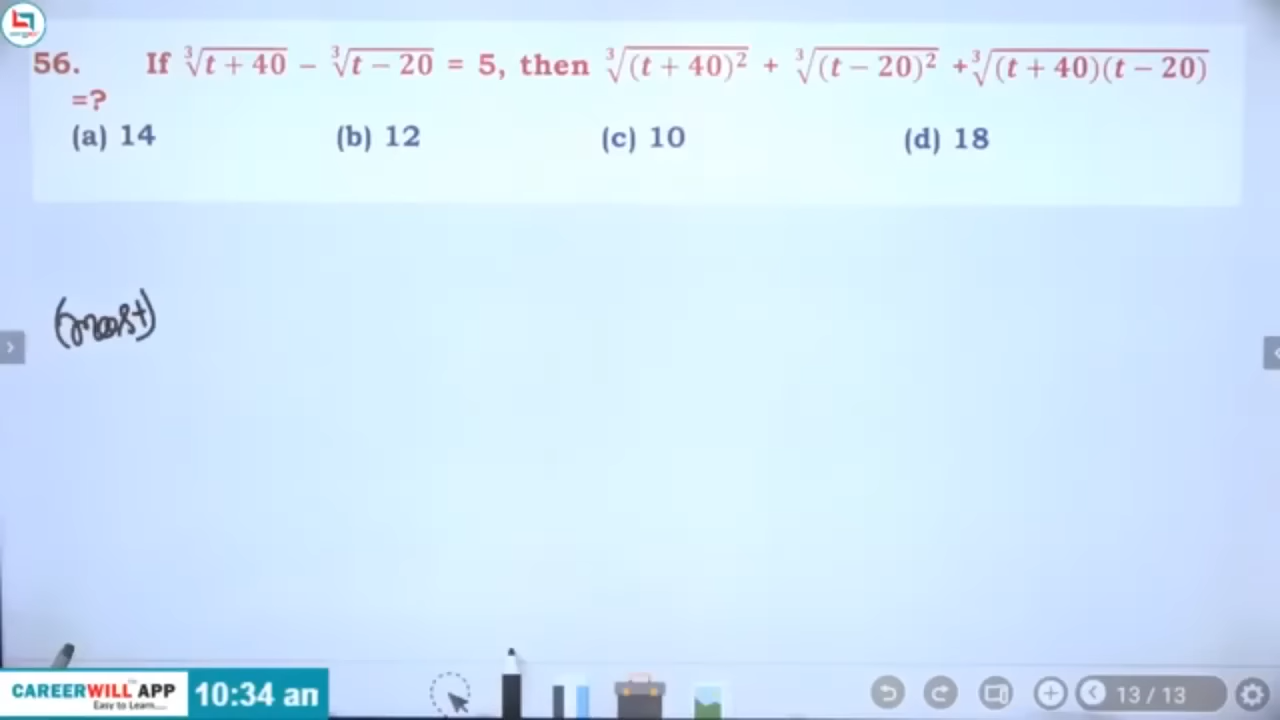 56. If ∛(t + 40) − ∛(t − 20) = 5, then ∛((t + 40)²) + ∛((t − 20)²) + ∛((t + 40)(t − 20))
=?
(a) 14 (b) 12 (c) 10 (d) 18
(most)
CAREERWILL APP
Easy to Learn.....
10:34 an
13 / 13